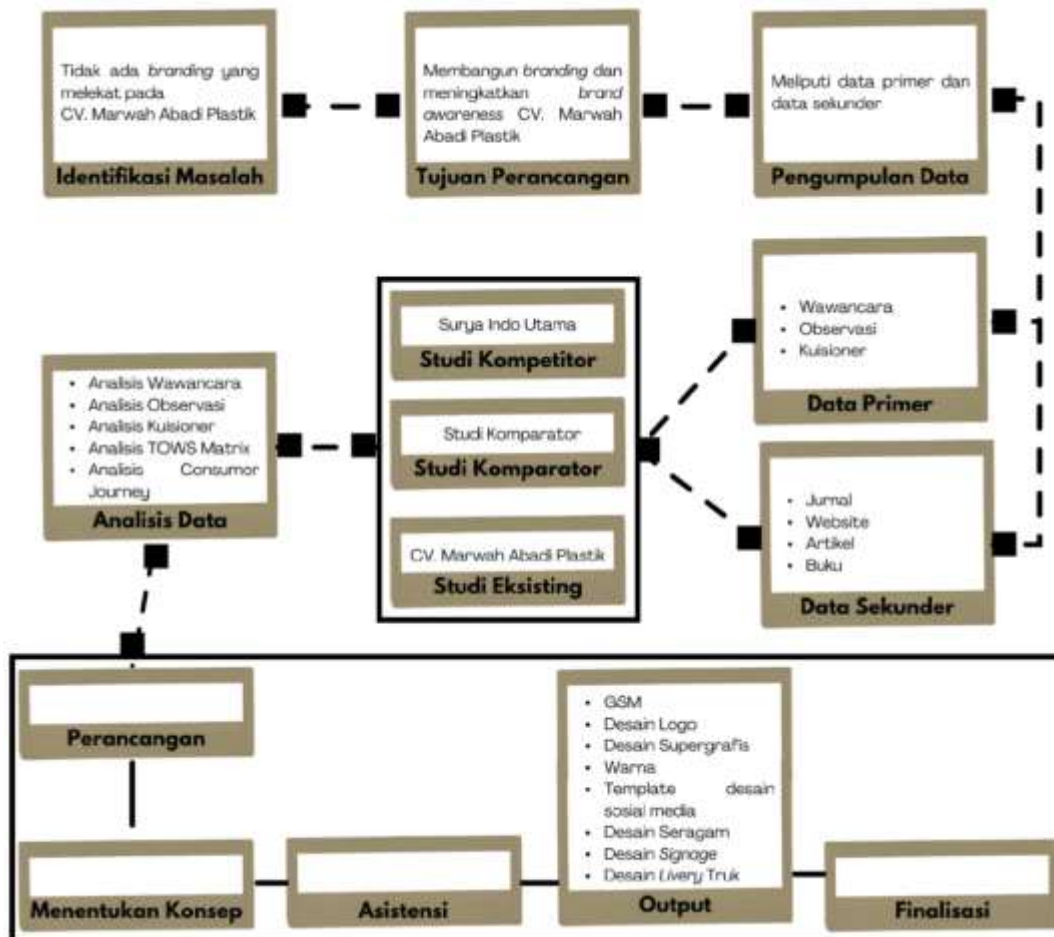 Tidak ada branding yang
melekat pada
CV. Marwah Abadi Plastik
Identifikasi Masalah
Membangun branding dan
meningkatkan brand
awareness CV. Marwah
Abadi Plastik
Tujuan Perancangan
Meliputi data primer dan
data sekunder
Pengumpulan Data
• Wawancara
• Observasi
• Kuisioner
Data Primer
• Jurnal
• Website
• Artikel
• Buku
Data Sekunder
Surya Indo Utama
Studi Kompetitor
Studi Komparator
Studi Komparator
CV. Marwah Abadi Plastik
Studi Eksisting
• Analisis Wawancara
• Analisis Observasi
• Analisis Kuisioner
• Analisis TOWS Matrix
• Analisis Consumor
Journey
Analisis Data
Perancangan
Menentukan Konsep
Asistensi
• GSM
• Desain Logo
• Desain Supergrafis
• Warna
• Template desain
sosial media
• Desain Seragam
• Desain Signage
• Desain Livery Truk
Output
Finalisasi